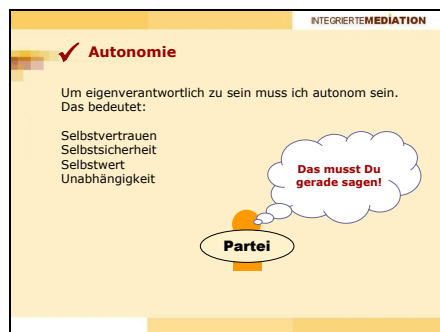 INTEGRIERTEMEDIATION
Autonomie
Um eigenverantwortlich zu sein muss ich autonom sein.
Das bedeutet:
Selbstvertrauen
Selbstsicherheit
Selbstwert
Unabhängigkeit
Das musst Du
gerade sagen!
Partei